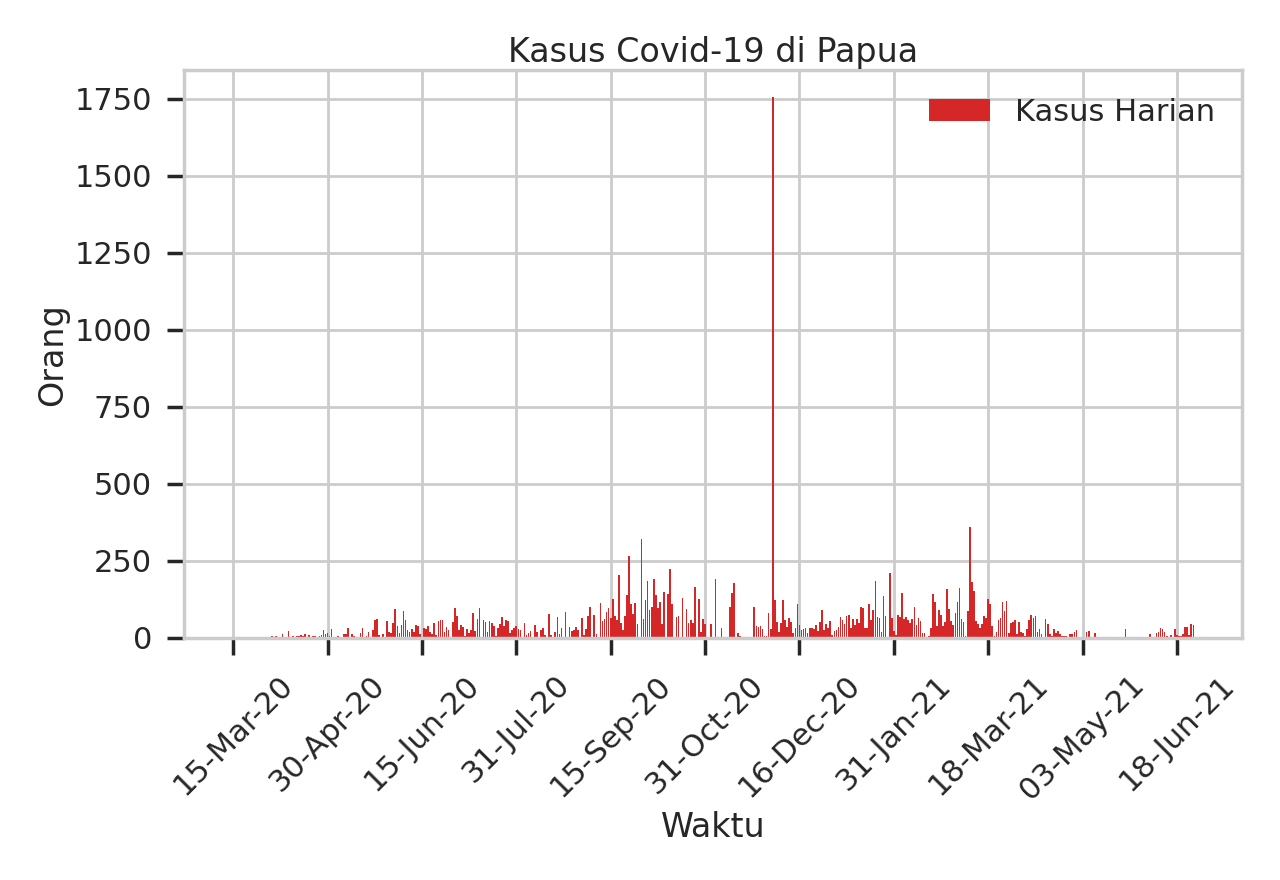 Kasus Covid-19 di Papua
Kasus Harian
Orang
1750
1500
1250
1000
750
500
250
0
15-Mar-20
30-Apr-20
15-Jun-20
31-Jul-20
15-Sep-20
31-Oct-20
16-Dec-20
31-Jan-21
18-Mar-21
03-May-21
18-Jun-21
Waktu